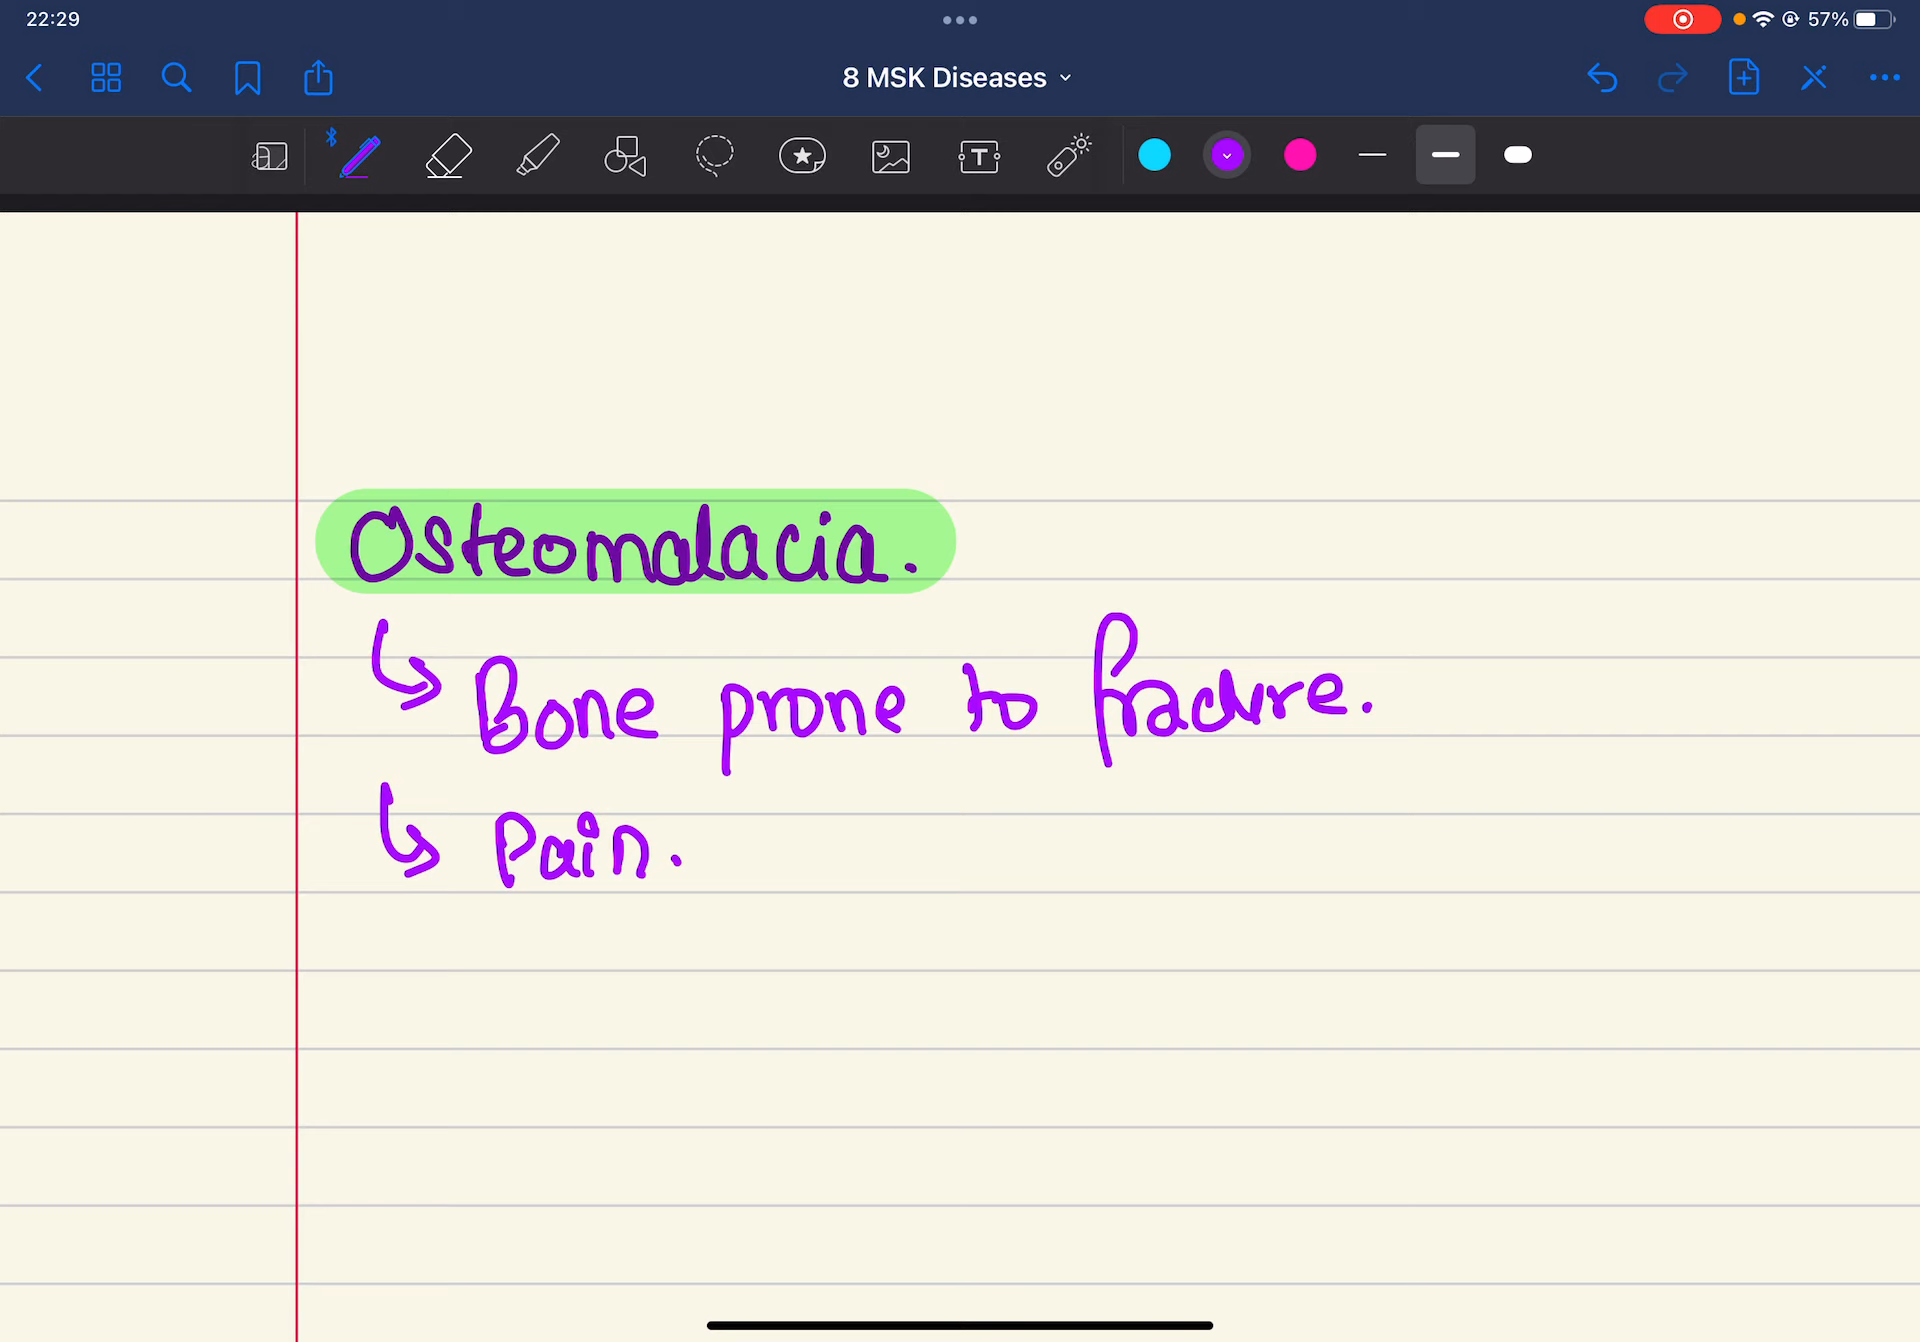 22:29
57%
8 MSK Diseases
T
Osteomalacia.
↳ Bone prone to fracture.
↳ Pain.